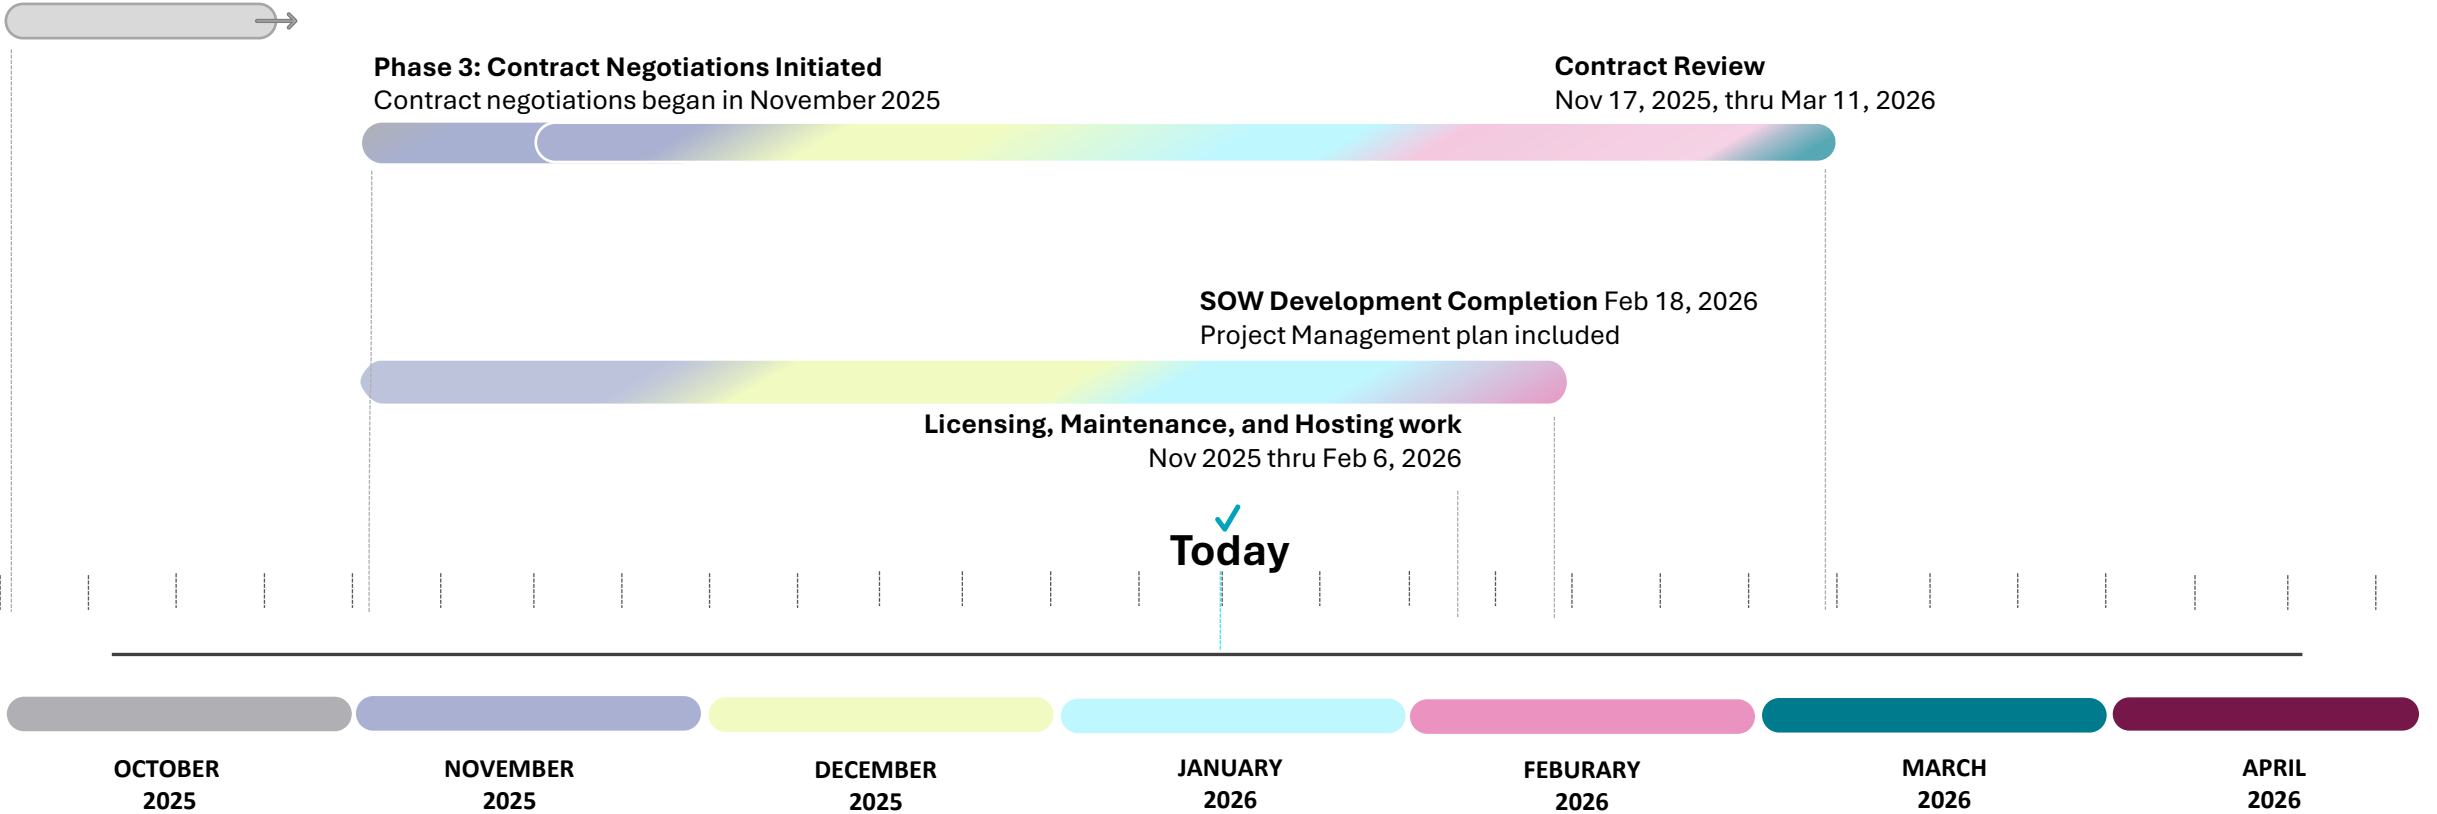 Phase 3: Contract Negotiations Initiated
Contract negotiations began in November 2025
Contract Review
Nov 17, 2025, thru Mar 11, 2026
SOW Development Completion Feb 18, 2026
Project Management plan included
Licensing, Maintenance, and Hosting work
Nov 2025 thru Feb 6, 2026
Today
OCTOBER
2025
NOVEMBER
2025
DECEMBER
2025
JANUARY
2026
FEBURARY
2026
MARCH
2026
APRIL
2026